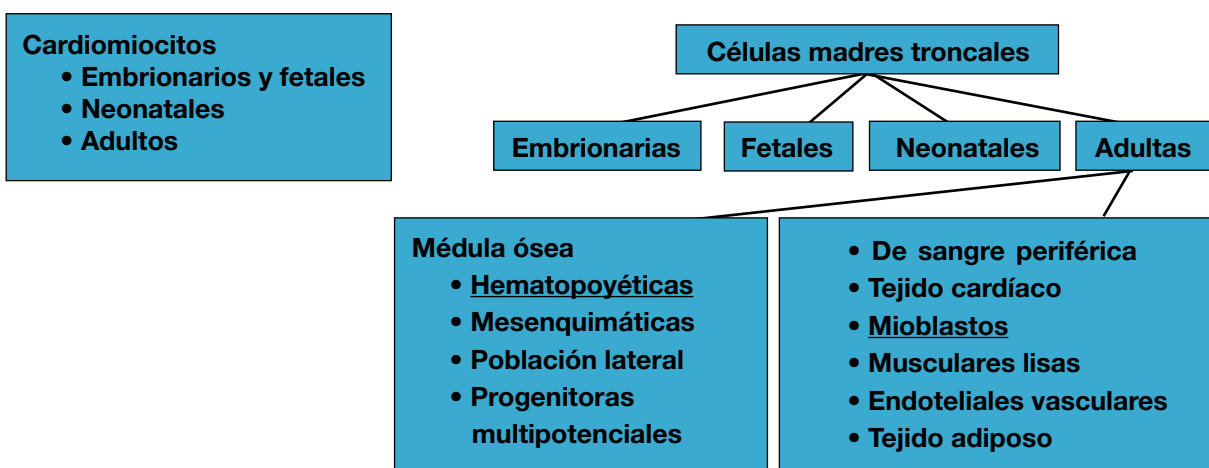 Cardiomiocitos
• Embrionarios y fetales
• Neonatales
• Adultos
Células madres troncales
Embrionarias
Fetales
Neonatales
Adultas
Médula ósea
• Hematopoyéticas
• Mesenquimáticas
• Población lateral
• Progenitoras
multipotenciales
• De sangre periférica
• Tejido cardíaco
• Mioblastos
• Musculares lisas
• Endoteliales vasculares
• Tejido adiposo